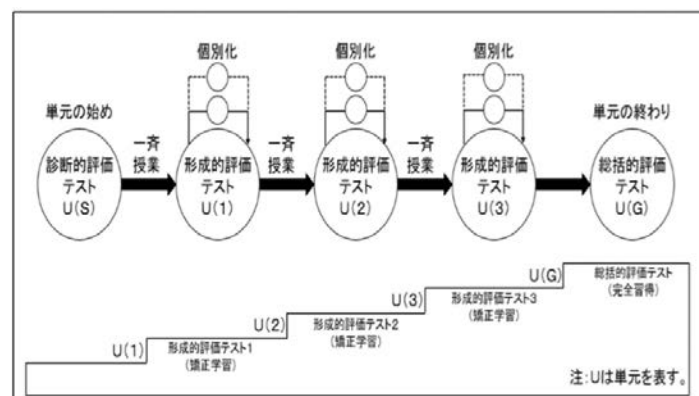 個別化
個別化
個別化
単元の始め
単元の終わり
診断的評価
テスト
U(S)
一斉
授業
形成的評価
テスト
U(1)
一斉
授業
形成的評価
テスト
U(2)
一斉
授業
形成的評価
テスト
U(3)
総括的評価
テスト
U(G)
U(1)
形成的評価テスト1
(矯正学習)
U(2)
形成的評価テスト2
(矯正学習)
U(3)
形成的評価テスト3
(矯正学習)
U(G)
総括的評価テスト
(完全習得)
注:Uは単元を表す。